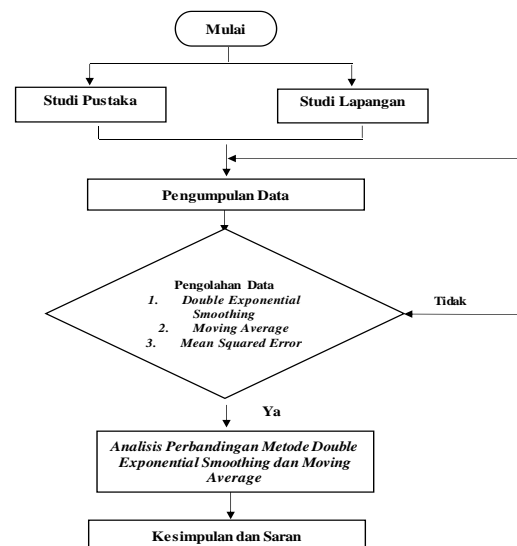 Mulai
Studi Pustaka
Studi Lapangan
Pengumpulan Data
Pengolahan Data
1. Double Exponential
Smoothing
2. Moving Average
3. Mean Squared Error
Tidak
Ya
Analisis Perbandingan Metode Double
Exponential Smoothing dan Moving
Average
Kesimpulan dan Saran